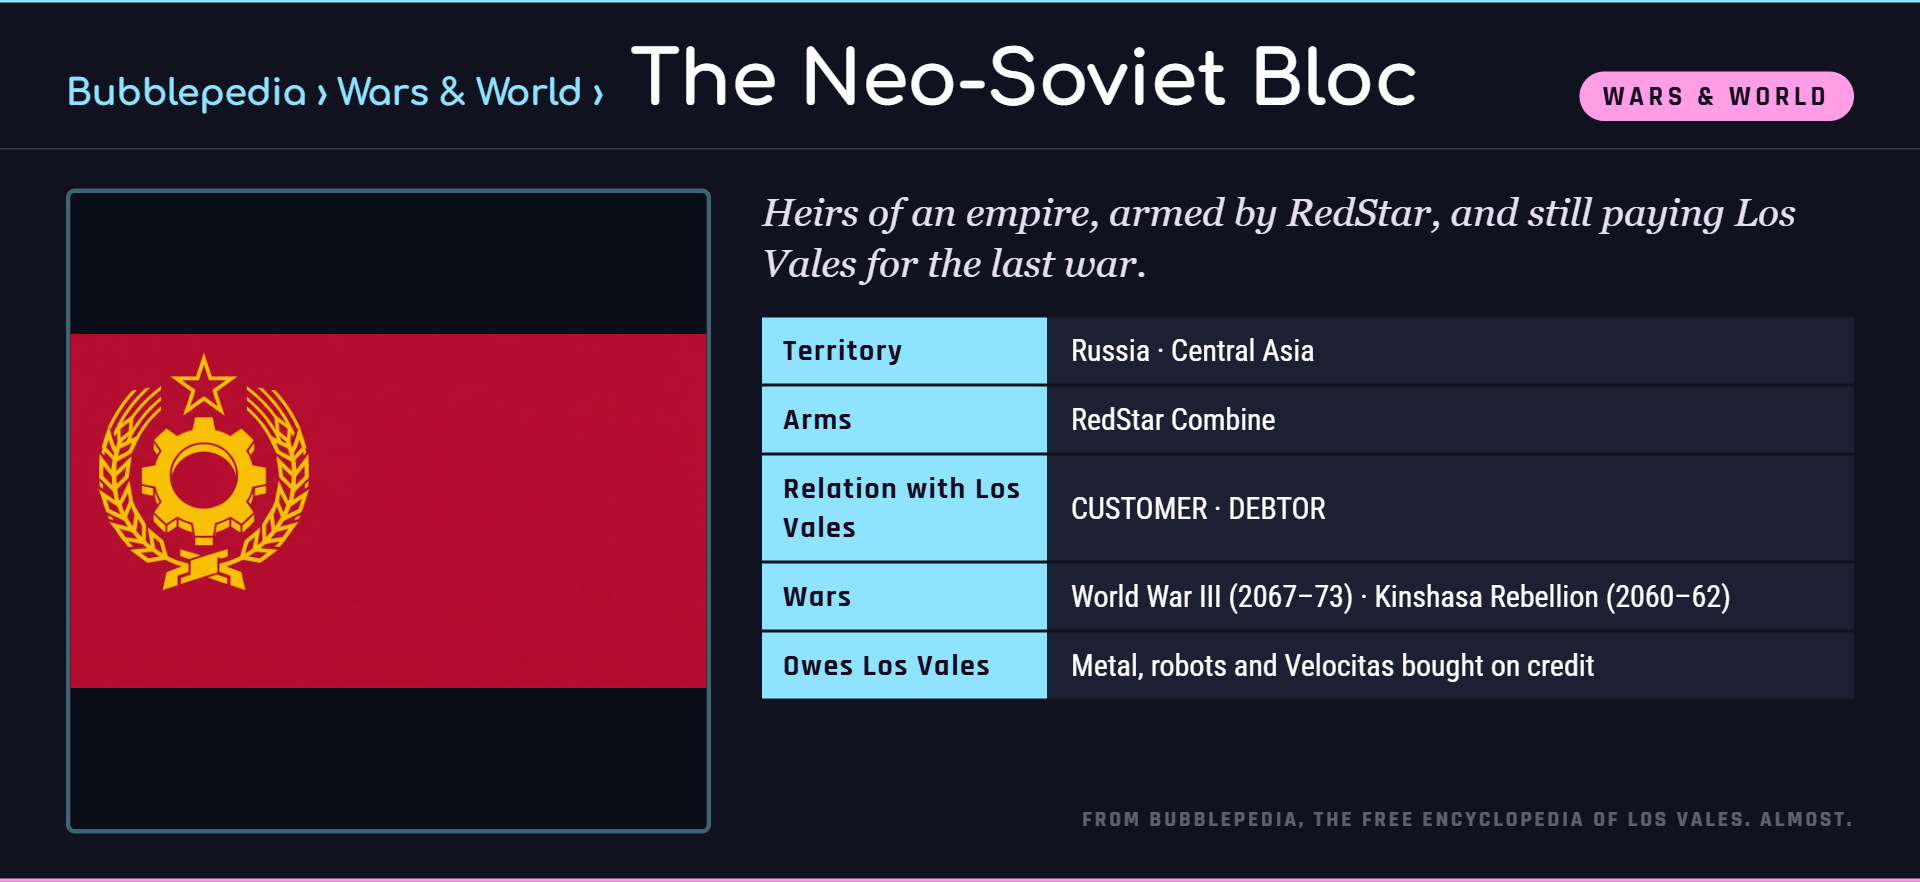 Bubblepedia › Wars & World › The Neo-Soviet Bloc
WARS & WORLD
Heirs of an empire, armed by RedStar, and still paying Los
Vales for the last war.
Territory
Russia · Central Asia
Arms
RedStar Combine
Relation with Los
Vales
CUSTOMER · DEBTOR
Wars
World War III (2067–73) · Kinshasa Rebellion (2060–62)
Owes Los Vales
Metal, robots and Velocitas bought on credit
FROM BUBBLEPEDIA, THE FREE ENCYCLOPEDIA OF LOS VALES. ALMOST.